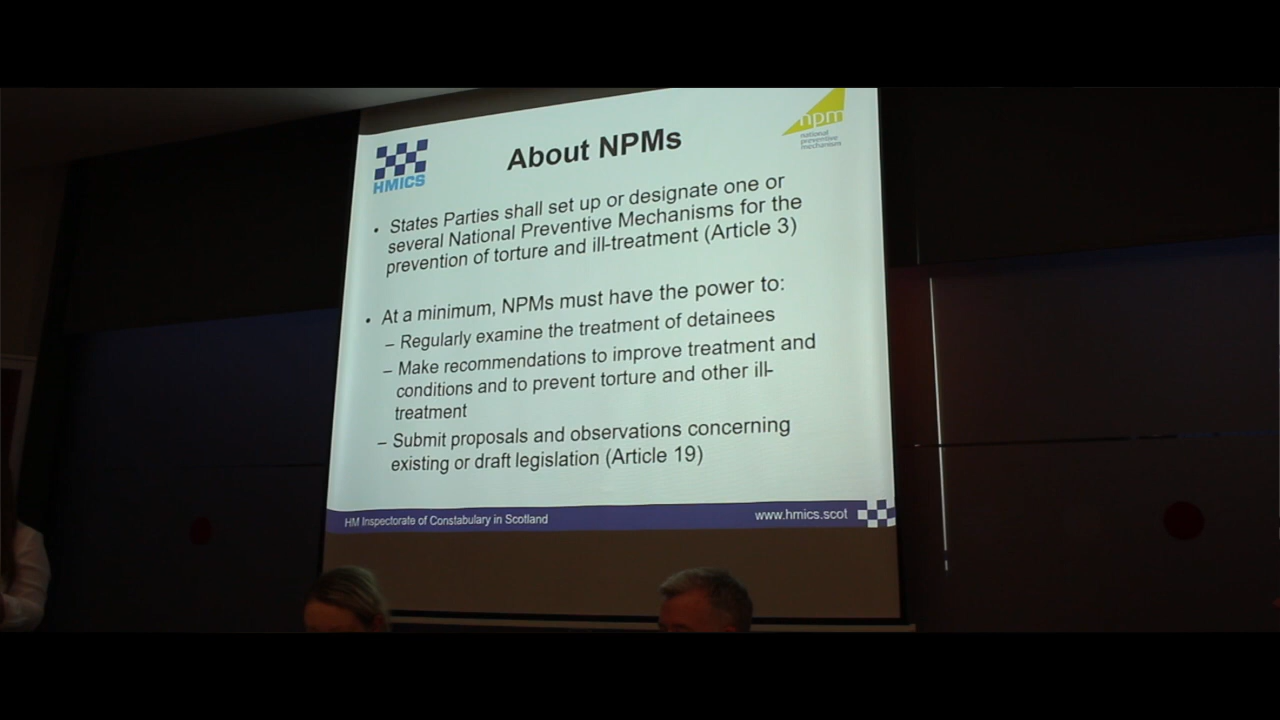 About NPMs
HMICS
npm
national
preventive
mechanism
• States Parties shall set up or designate one or
several National Preventive Mechanisms for the
prevention of torture and ill-treatment (Article 3)
• At a minimum, NPMs must have the power to:
– Regularly examine the treatment of detainees
– Make recommendations to improve treatment and
conditions and to prevent torture and other ill-
treatment
– Submit proposals and observations concerning
existing or draft legislation (Article 19)
HM Inspectorate of Constabulary in Scotland
www.hmics.scot